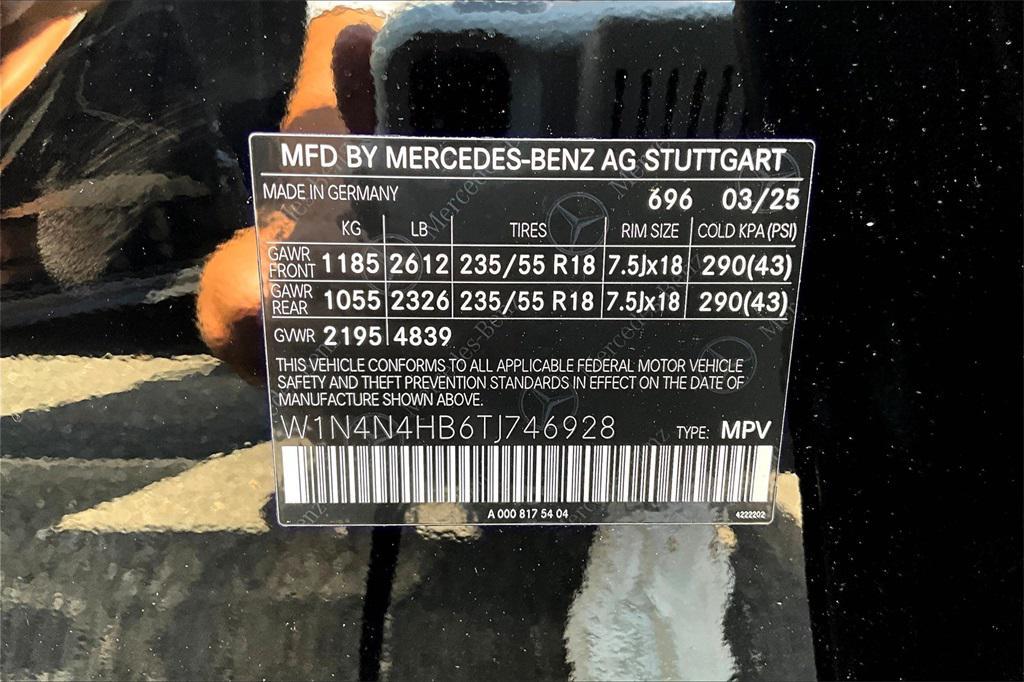 MFD BY MERCEDES-BENZ AG STUTTGART
MADE IN GERMANY 696 03/25
KG LB TIRES RIM SIZE COLD KPA (PSI)
GAWR FRONT 1185 2612 235/55 R18 7.5Jx18 290(43)
GAWR REAR 1055 2326 235/55 R18 7.5Jx18 290(43)
GVWR 2195 4839
THIS VEHICLE CONFORMS TO ALL APPLICABLE FEDERAL MOTOR VEHICLE
SAFETY AND THEFT PREVENTION STANDARDS IN EFFECT ON THE DATE OF
MANUFACTURE SHOWN ABOVE.
W1N4N4HB6TJ746928 TYPE: MPV
A 000 817 54 04 4222202